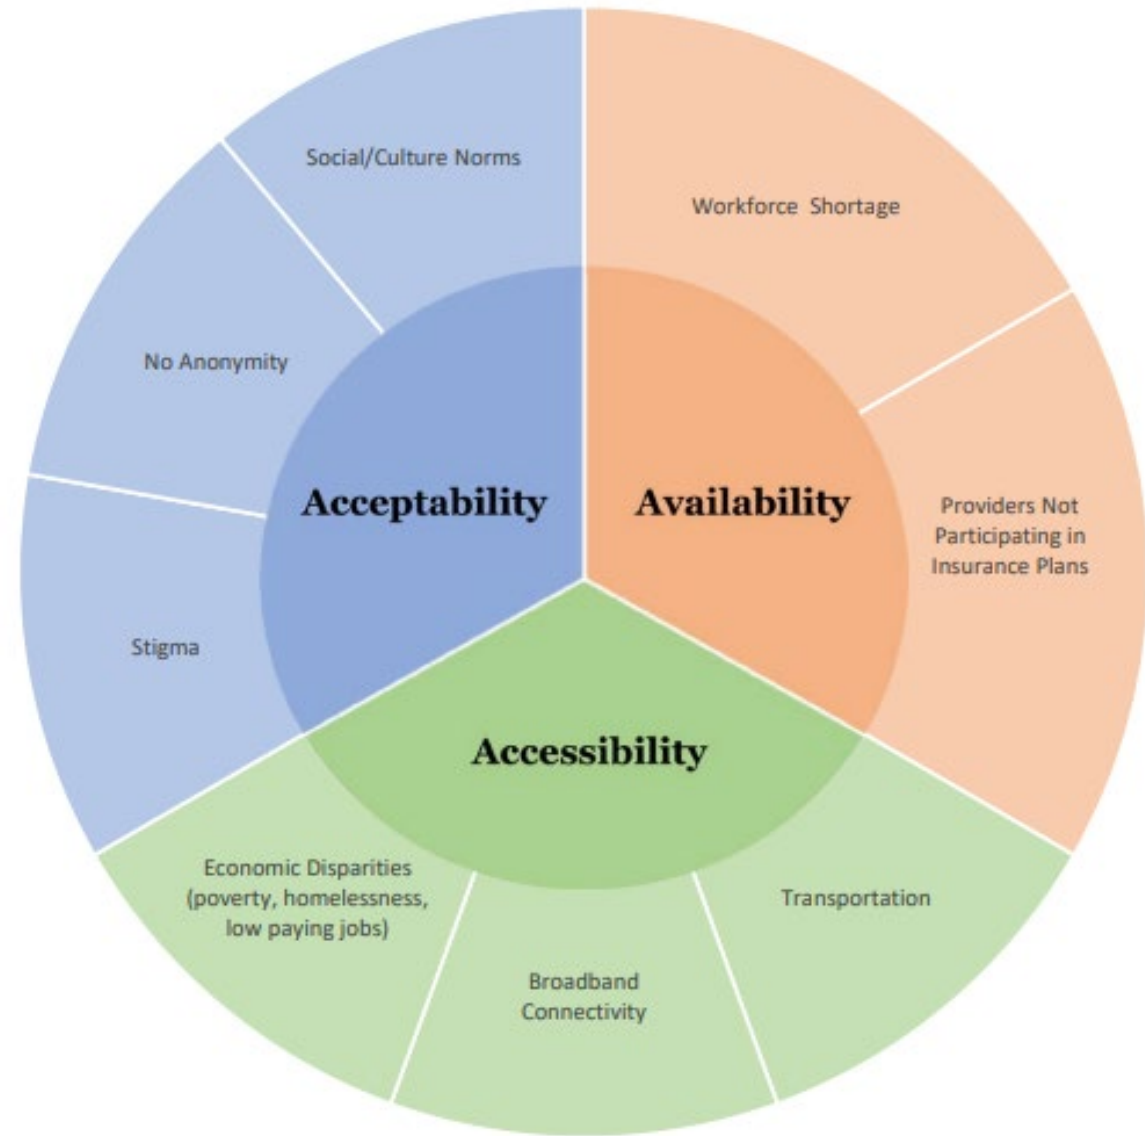 Social/Culture Norms
Workforce Shortage
No Anonymity
Acceptability
Availability
Providers Not
Participating in
Insurance Plans
Stigma
Accessibility
Economic Disparities
(poverty, homelessness,
low paying jobs)
Transportation
Broadband
Connectivity